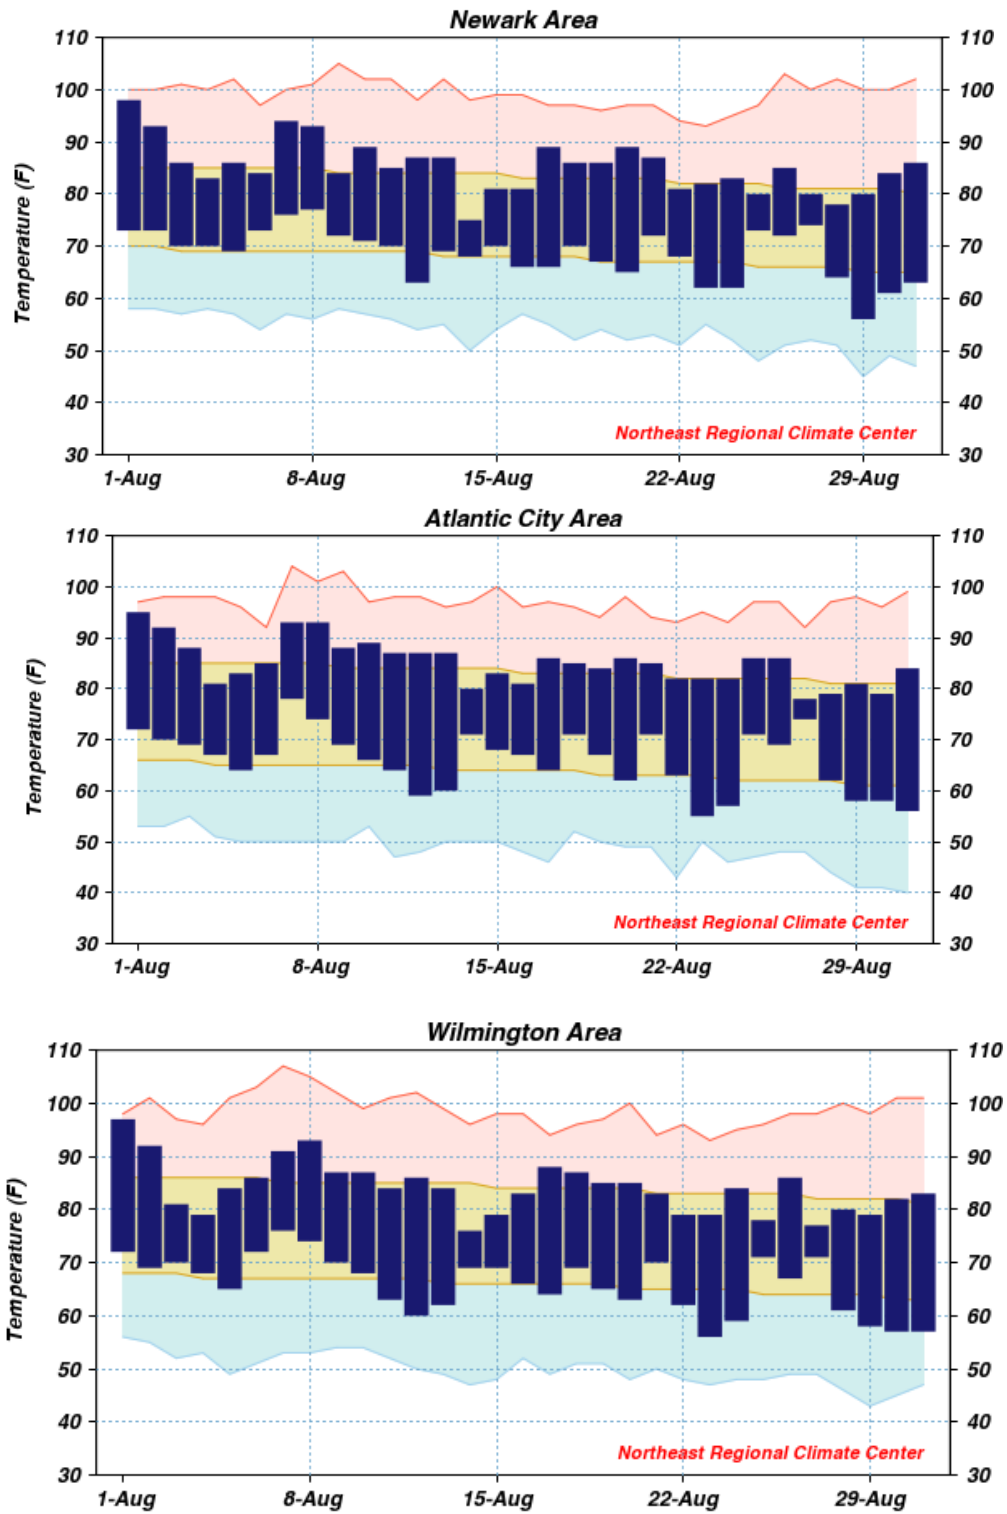 Newark Area
110 110
100 100
90 90
80 80
70 70
60 60
50 50
40 40
30 30
Temperature (F)
Northeast Regional Climate Center
1-Aug 8-Aug 15-Aug 22-Aug 29-Aug
Atlantic City Area
110 110
100 100
90 90
80 80
70 70
60 60
50 50
40 40
30 30
Temperature (F)
Northeast Regional Climate Center
1-Aug 8-Aug 15-Aug 22-Aug 29-Aug
Wilmington Area
110 110
100 100
90 90
80 80
70 70
60 60
50 50
40 40
30 30
Temperature (F)
Northeast Regional Climate Center
1-Aug 8-Aug 15-Aug 22-Aug 29-Aug